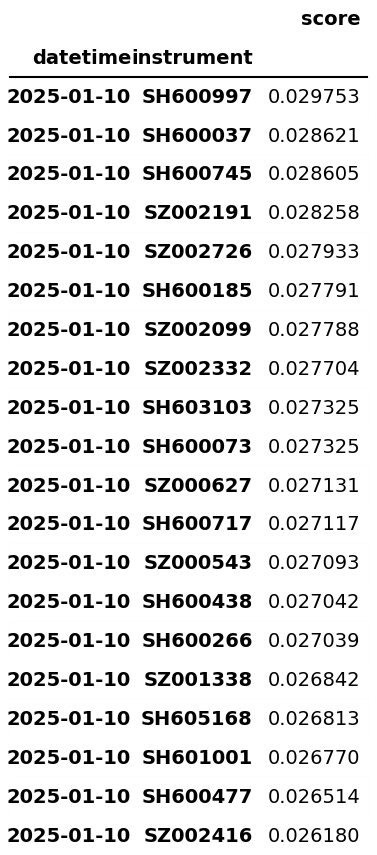 score
datetime instrument
2025-01-10 SH600997 0.029753
2025-01-10 SH600037 0.028621
2025-01-10 SH600745 0.028605
2025-01-10 SZ002191 0.028258
2025-01-10 SZ002726 0.027933
2025-01-10 SH600185 0.027791
2025-01-10 SZ002099 0.027788
2025-01-10 SZ002332 0.027704
2025-01-10 SH603103 0.027325
2025-01-10 SH600073 0.027325
2025-01-10 SZ000627 0.027131
2025-01-10 SH600717 0.027117
2025-01-10 SZ000543 0.027093
2025-01-10 SH600438 0.027042
2025-01-10 SH600266 0.027039
2025-01-10 SZ001338 0.026842
2025-01-10 SH605168 0.026813
2025-01-10 SH601001 0.026770
2025-01-10 SH600477 0.026514
2025-01-10 SZ002416 0.026180